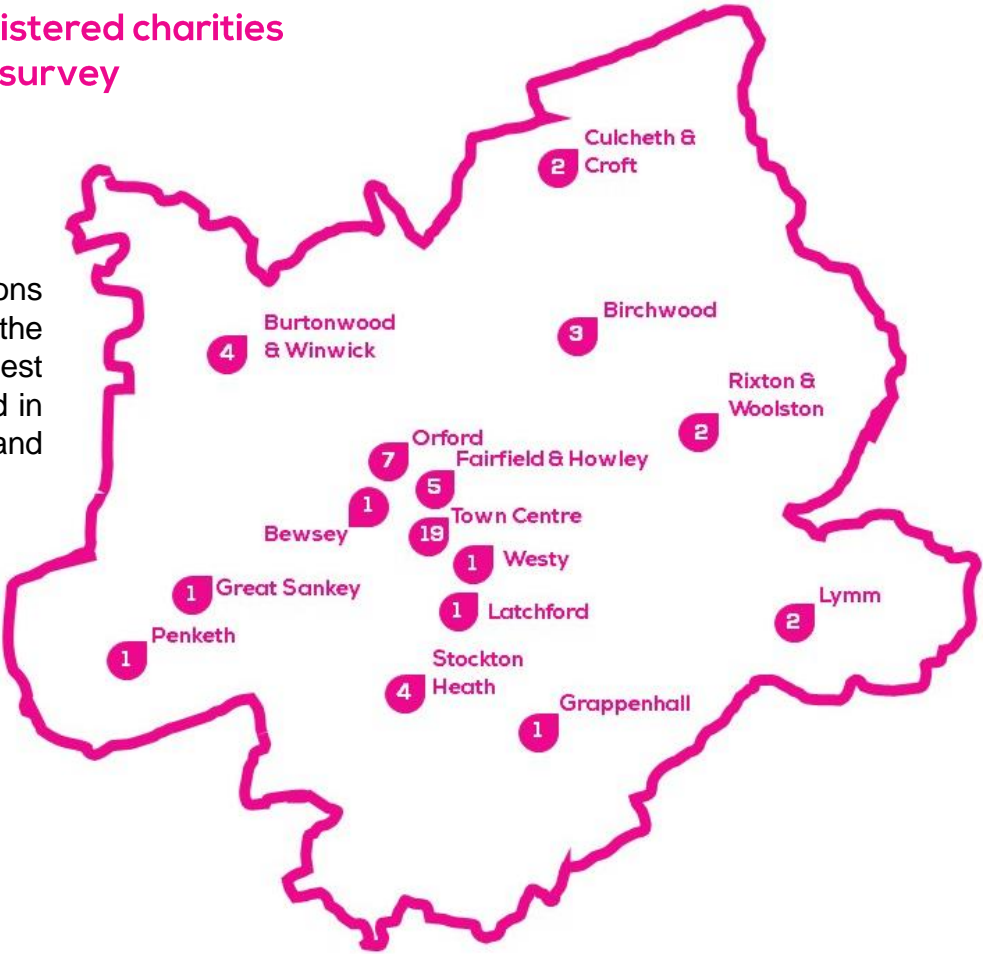 istered charities
survey
ons
the
est
d in
and
Culcheth &
Croft
2
Birchwood
3
Burtonwood
& Winwick
4
Rixton &
Woolston
2
Orford
7
Fairfield & Howley
5
Bewsey
1
Town Centre
19
Westy
1
Great Sankey
1
Latchford
1
Lymm
2
Penketh
1
Stockton
Heath
4
Grappenhall
1